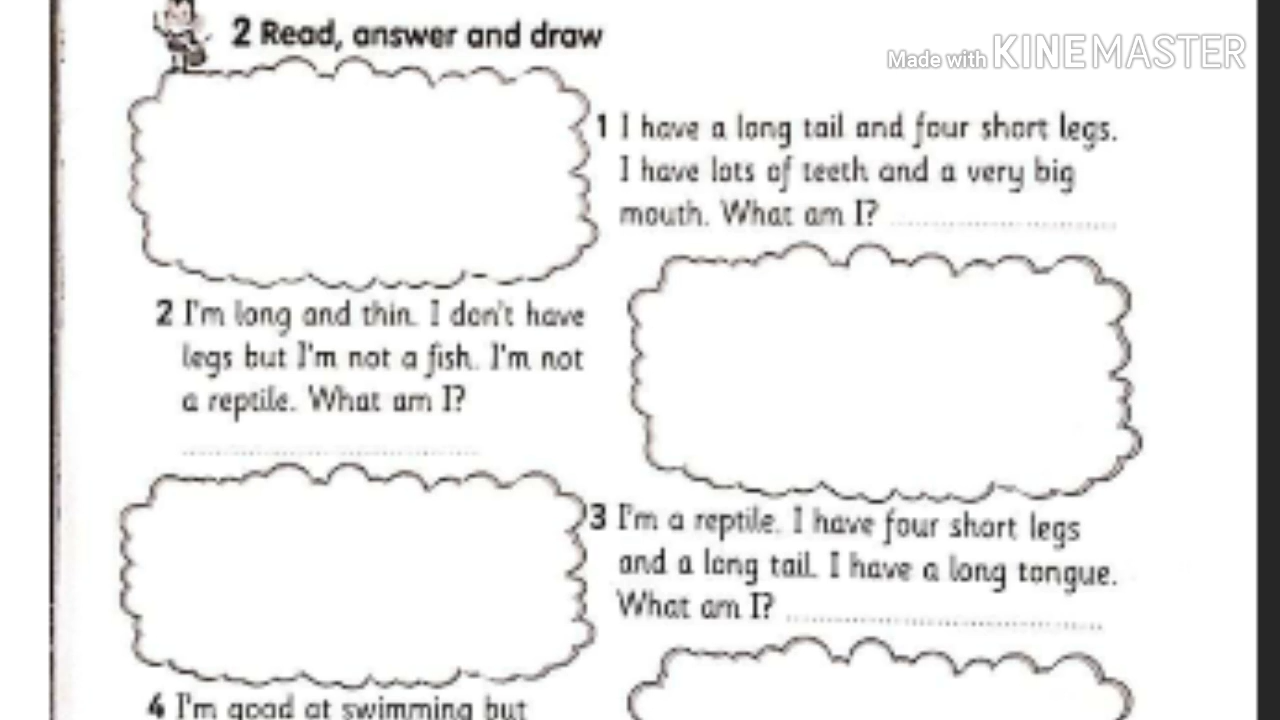 2 Read, answer and draw
Made with KINEMASTER
1 I have a long tail and four short legs.
I have lots of teeth and a very big
mouth. What am I?
2 I'm long and thin. I don't have
legs but I'm not a fish. I'm not
a reptile. What am I?
3 I'm a reptile. I have four short legs
and a long tail. I have a long tongue.
What am I?
4 I'm good at swimming but